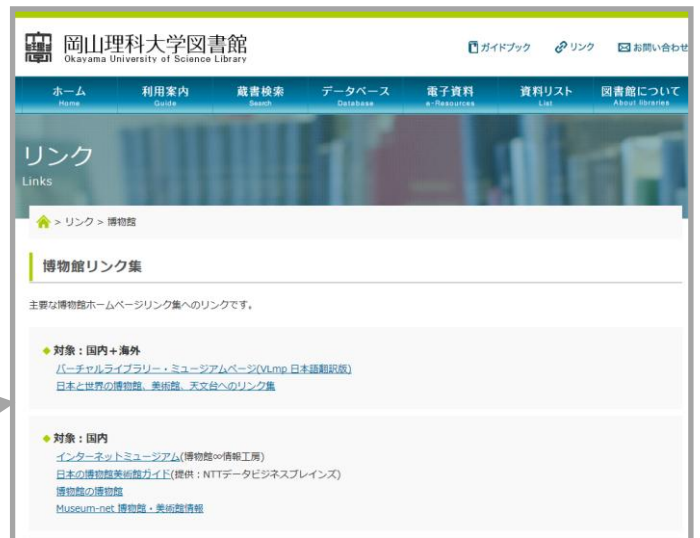 岡山理科大学図書館
Okayama University of Science Library
ガイドブック
リンク
お問い合わせ
ホーム
Home
利用案内
Guide
蔵書検索
Search
データベース
Database
電子資料
e-Resources
資料リスト
List
図書館について
About libraries
リンク
Links
> リンク > 博物館
博物館リンク集
主要な博物館ホームページリンク集へのリンクです。
対象：国内＋海外
バーチャルライブラリー・ミュージアムページ(VLmp 日本語翻訳版)
日本と世界の博物館、美術館、天文台へのリンク集
対象：国内
インターネットミュージアム(博物館∞情報工房)
日本の博物館美術館ガイド(提供：NTTデータビジネスブレインズ)
博物館の博物館
Museum-net 博物館・美術館情報